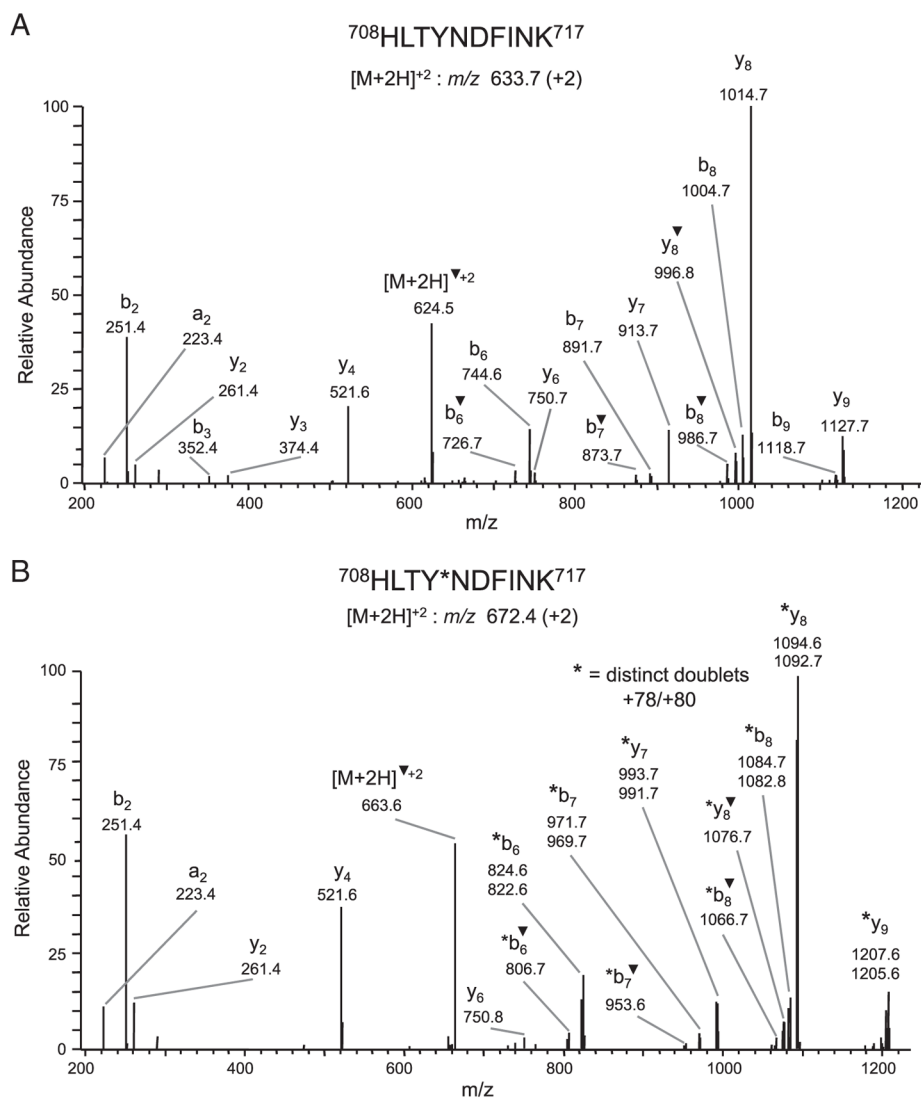 A
⁷⁰⁸HLTYNDFINK⁷¹⁷
[M+2H]⁺² : m/z 633.7 (+2)
y₈
1014.7
100
b₈
1004.7
75
y₈▼
996.8
[M+2H]▼⁺²
624.5
50
y₇
913.7
b₂
251.4
a₂
223.4
b₇
891.7
b₆
744.6
y₂
261.4
y₄
521.6
y₆
750.7
b₆▼
726.7
b₇▼
873.7
b₈▼
986.7
b₉
1118.7
y₉
1127.7
25
b₃
352.4
y₃
374.4
0
Relative Abundance
200 400 600 800 1000 1200
m/z
B
⁷⁰⁸HLTY*NDFINK⁷¹⁷
[M+2H]⁺² : m/z 672.4 (+2)
*y₈
1094.6
1092.7
100
* = distinct doublets
+78/+80
*b₈
1084.7
1082.8
75
*y₇
993.7
991.7
[M+2H]▼⁺²
663.6
*b₇
971.7
969.7
*y₈▼
1076.7
b₂
251.4
*b₆
824.6
822.6
50
a₂
223.4
y₄
521.6
*b₈▼
1066.7
*y₉
1207.6
1205.6
y₂
261.4
*b₆▼
806.7
*b₇▼
953.6
25
y₆
750.8
0
Relative Abundance
200 400 600 800 1000 1200
m/z